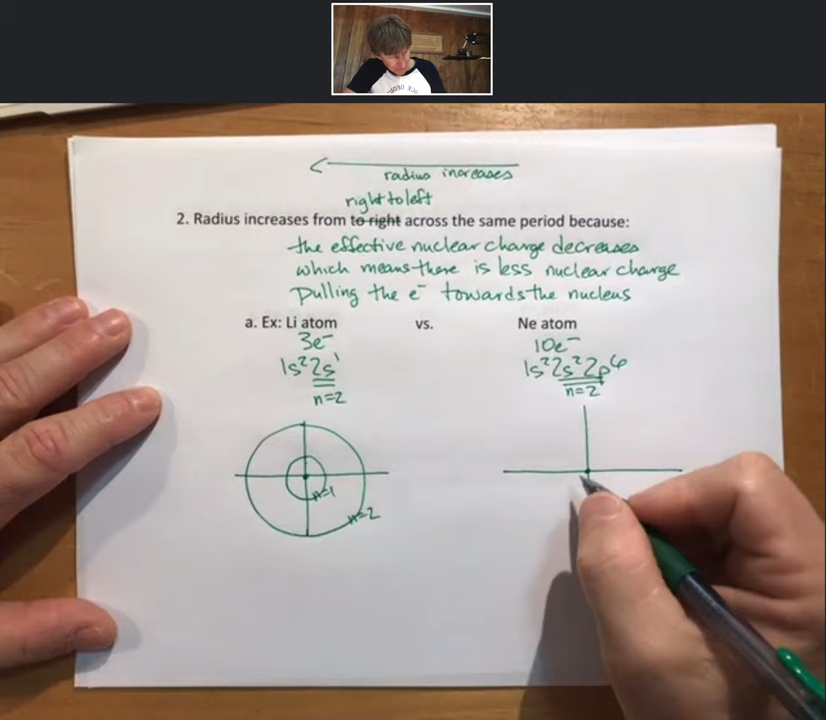 radius increases
right to left
2. Radius increases from to right across the same period because:
the effective nuclear charge decreases
which means there is less nuclear charge
pulling the e⁻ towards the nucleus
a. Ex: Li atom vs. Ne atom
3e⁻ 10e⁻
1s²2s¹ 1s²2s²2p⁶
n=2 n=2
n=1
n=2